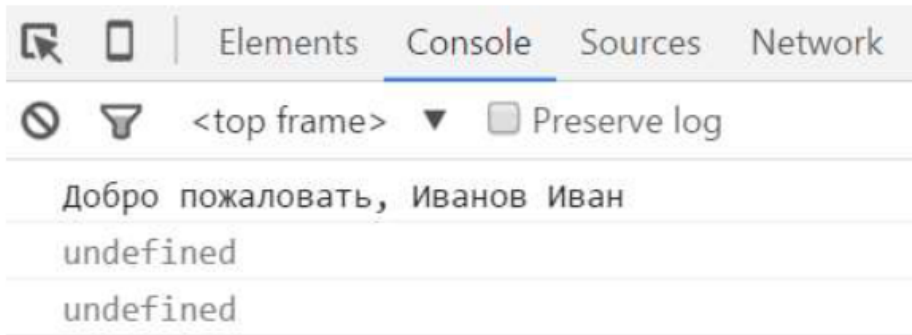 Elements Console Sources Network
<top frame> ▼ Preserve log
Добро пожаловать, Иванов Иван
undefined
undefined